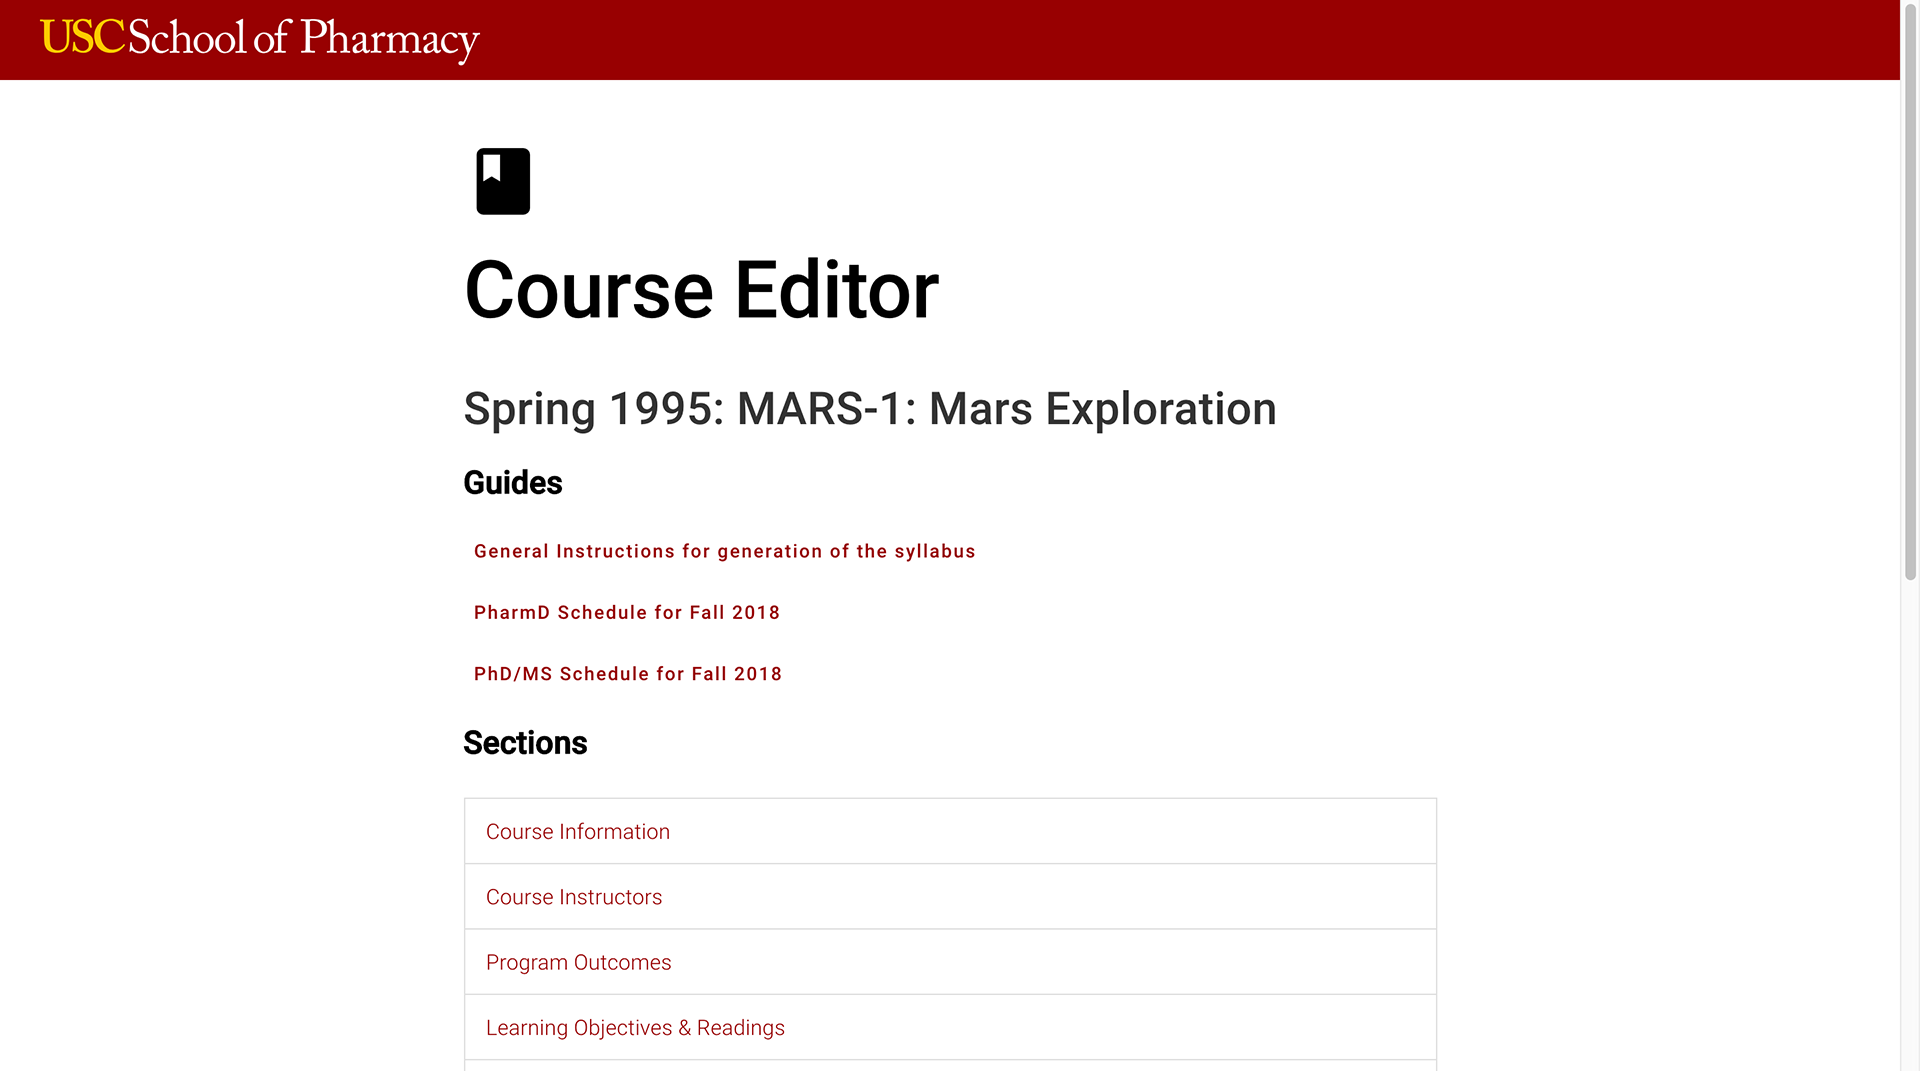 USC School of Pharmacy
Course Editor
Spring 1995: MARS-1: Mars Exploration
Guides
General Instructions for generation of the syllabus
PharmD Schedule for Fall 2018
PhD/MS Schedule for Fall 2018
Sections
Course Information
Course Instructors
Program Outcomes
Learning Objectives & Readings